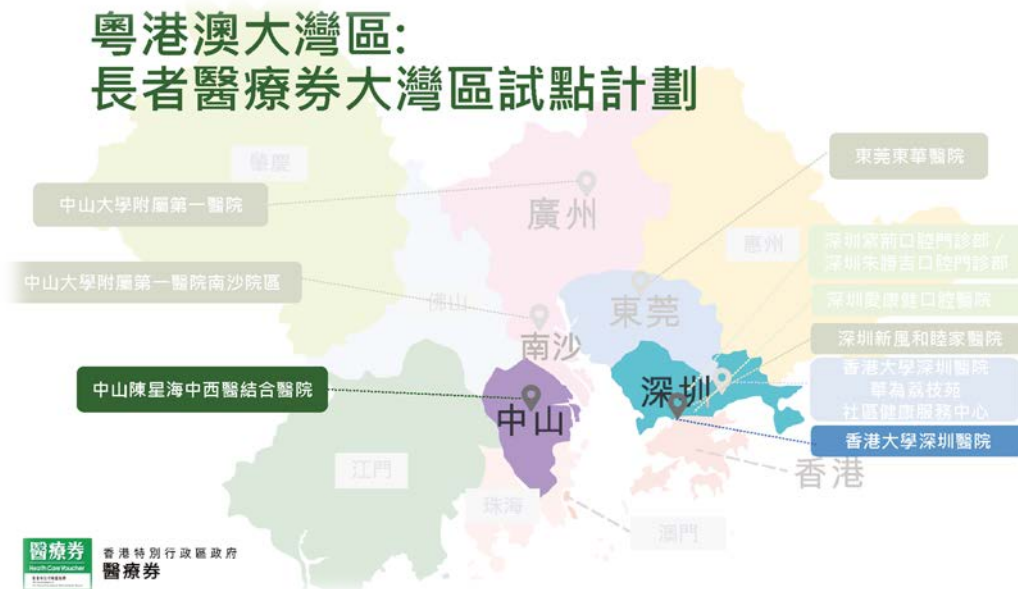 粵港澳大灣區:
長者醫療券大灣區試點計劃
肇慶
東莞東華醫院
中山大學附屬第一醫院
廣州
惠州
深圳紫荊口腔門診部 /
深圳朱勝吉口腔門診部
中山大學附屬第一醫院南沙院區
佛山
東莞
深圳愛康健口腔醫院
南沙
深圳新風和睦家醫院
香港大學深圳醫院
華為荔枝苑
社區健康服務中心
中山陳星海中西醫結合醫院
深圳
中山
香港大學深圳醫院
江門
香港
珠海
澳門
醫療券
Health Care Voucher
香港特別行政區政府
醫療券